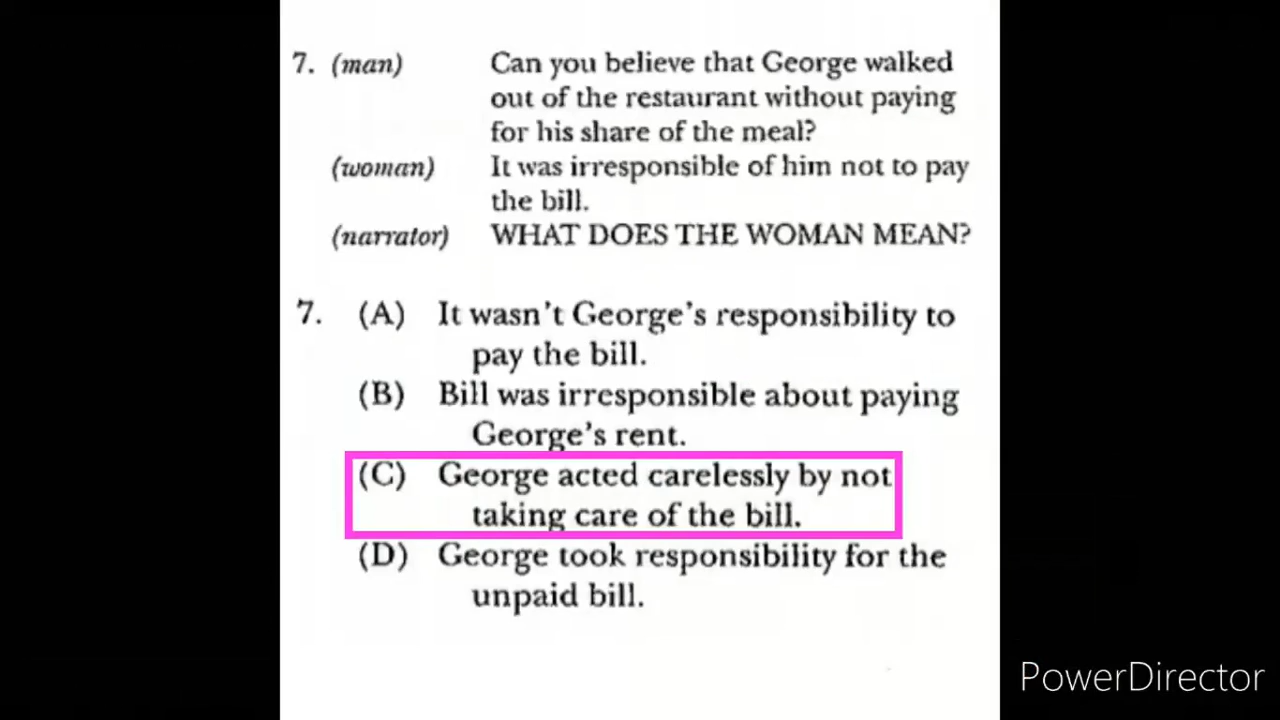 7. (man) Can you believe that George walked
out of the restaurant without paying
for his share of the meal?
(woman) It was irresponsible of him not to pay
the bill.
(narrator) WHAT DOES THE WOMAN MEAN?
7. (A) It wasn't George's responsibility to
pay the bill.
(B) Bill was irresponsible about paying
George's rent.
(C) George acted carelessly by not
taking care of the bill.
(D) George took responsibility for the
unpaid bill.
PowerDirector